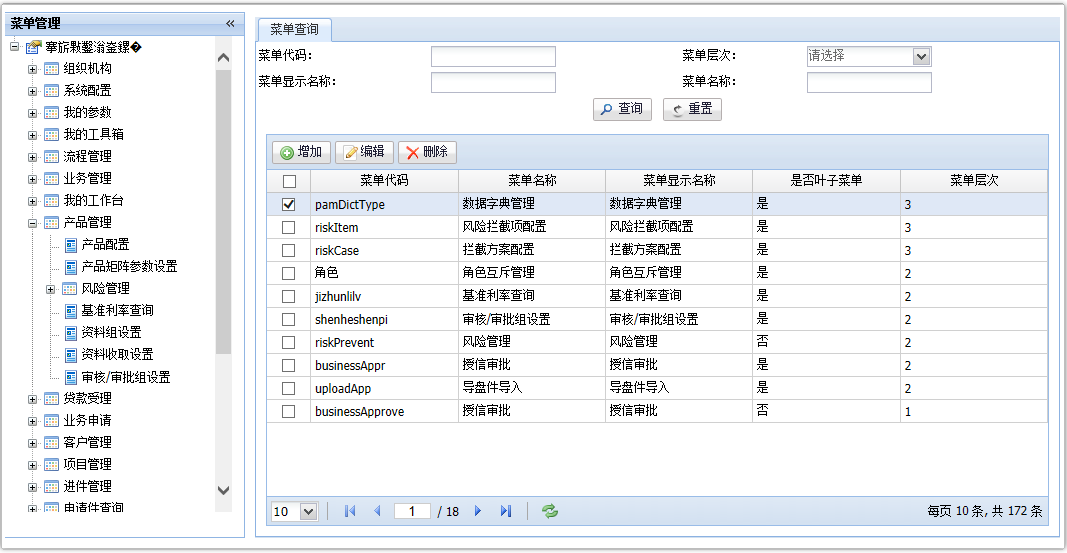 菜单管理 «
组织机构
系统配置
我的参数
我的工具箱
流程管理
业务管理
我的工作台
产品管理
产品配置
产品矩阵参数设置
风险管理
基准利率查询
资料组设置
资料收取设置
审核/审批组设置
贷款受理
业务申请
客户管理
项目管理
进件管理
申请件查询
菜单查询
菜单代码: 菜单层次: 请选择
菜单显示名称: 菜单名称:
查询 重置
增加 编辑 删除
菜单代码 菜单名称 菜单显示名称 是否叶子菜单 菜单层次
pamDictType 数据字典管理 数据字典管理 是 3
riskItem 风险拦截项配置 风险拦截项配置 是 3
riskCase 拦截方案配置 拦截方案配置 是 3
角色 角色互斥管理 角色互斥管理 是 2
jizhunlilv 基准利率查询 基准利率查询 是 2
shenheshenpi 审核/审批组设置 审核/审批组设置 是 2
riskPrevent 风险管理 风险管理 否 2
businessAppr 授信审批 授信审批 是 2
uploadApp 导盘件导入 导盘件导入 是 2
businessApprove 授信审批 授信审批 否 1
10 1 / 18 每页 10 条, 共 172 条